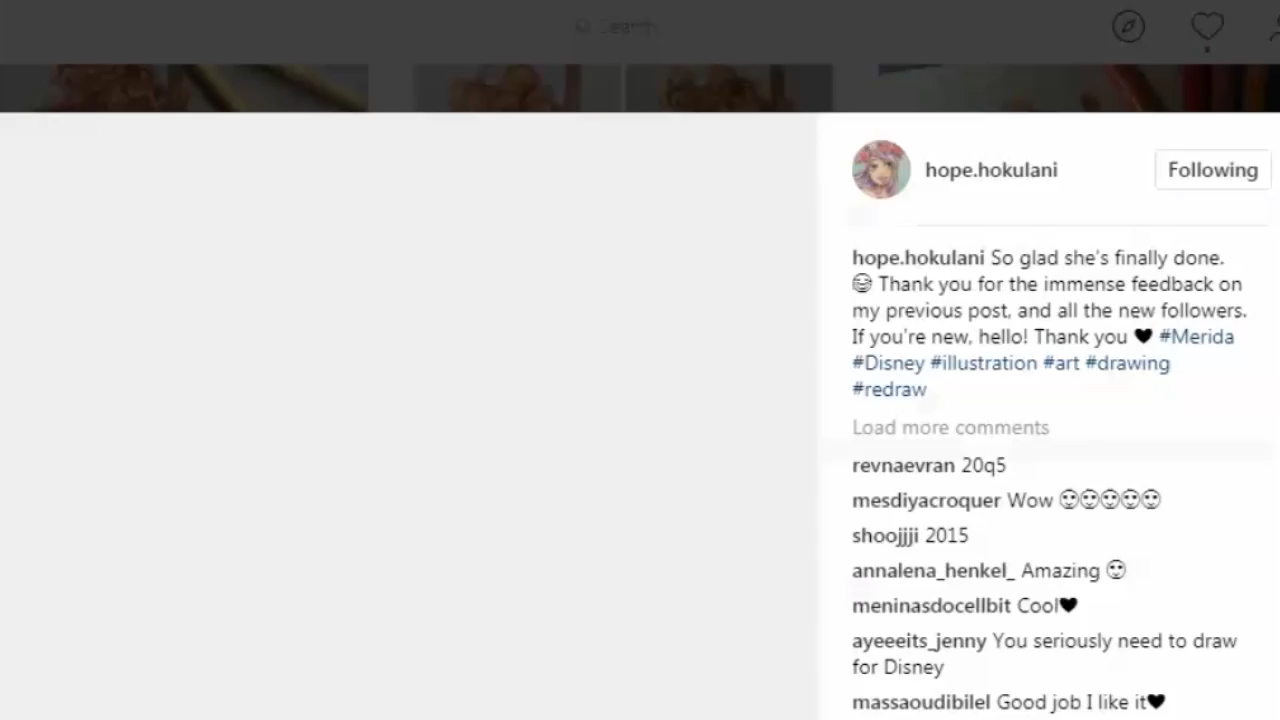 Search
hope.hokulani
Following
hope.hokulani So glad she's finally done.
😅 Thank you for the immense feedback on
my previous post, and all the new followers.
If you're new, hello! Thank you ♥ #Merida
#Disney #illustration #art #drawing
#redraw
Load more comments
revnaevran 20q5
mesdiyacroquer Wow 😍😍😍😍😍
shoojjji 2015
annalena_henkel_ Amazing 😍
meninasdocellbit Cool♥
ayeeeits_jenny You seriously need to draw
for Disney
massaoudibilel Good job I like it♥